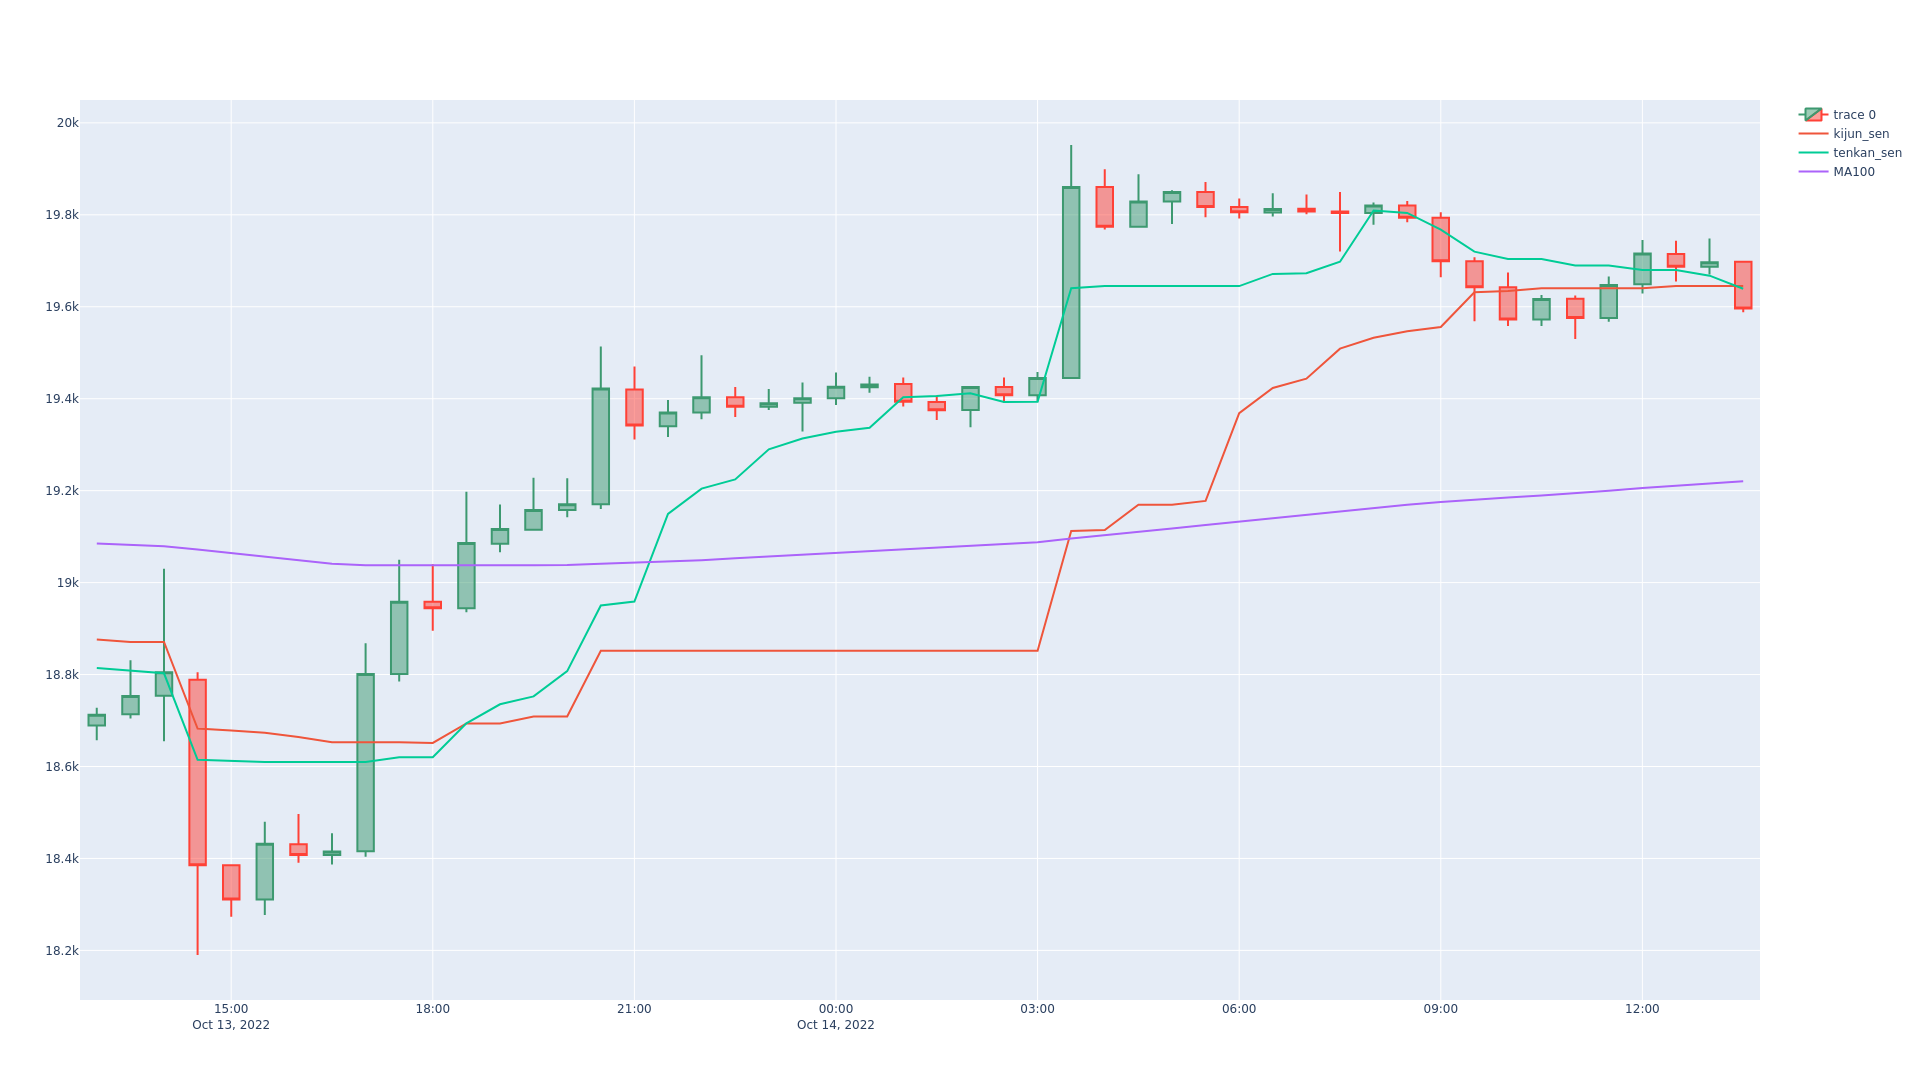 20k
19.8k
19.6k
19.4k
19.2k
19k
18.8k
18.6k
18.4k
18.2k
15:00 18:00 21:00 00:00 03:00 06:00 09:00 12:00
Oct 13, 2022 Oct 14, 2022
trace 0
kijun_sen
tenkan_sen
MA100